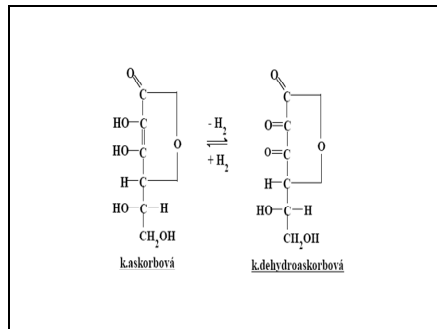 O O
C C
HO-C - H₂ O=C
HO-C O + H₂ O=C O
H-C H-C
HO-C-H HO-C-H
CH₂OH CH₂OH
k.askorbová k.dehydroaskorbová